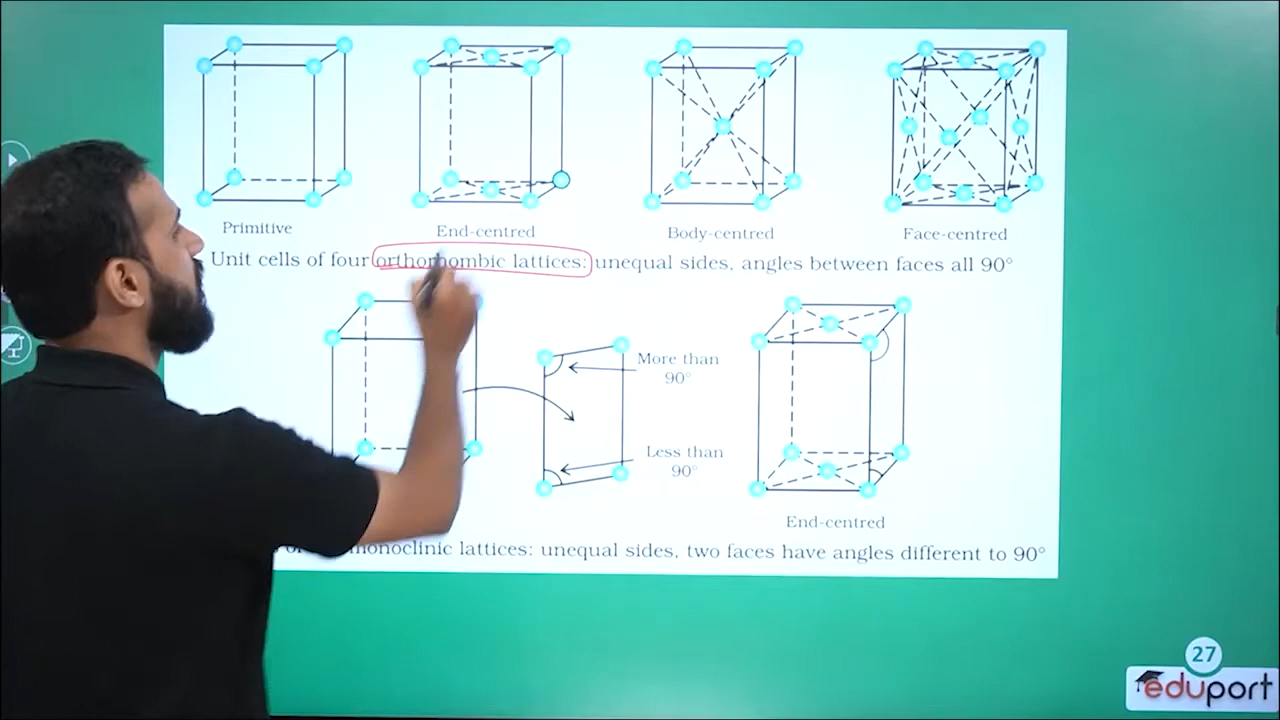 Primitive
End-centred
Body-centred
Face-centred
Unit cells of four orthorhombic lattices: unequal sides, angles between faces all 90°
More than
90°
Less than
90°
End-centred
monoclinic lattices: unequal sides, two faces have angles different to 90°
27
eduport